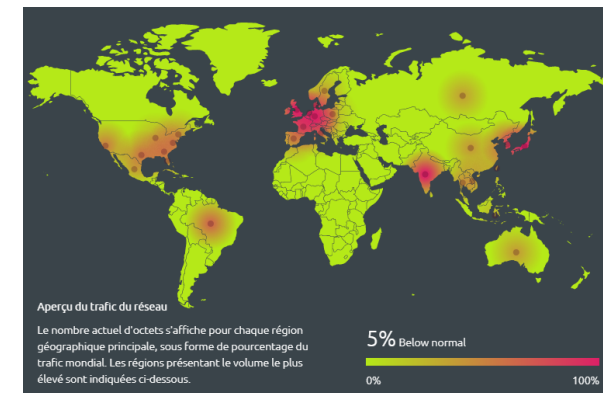 Aperçu du trafic du réseau
Le nombre actuel d'octets s'affiche pour chaque région
géographique principale, sous forme de pourcentage du
trafic mondial. Les régions présentant le volume le plus
élevé sont indiquées ci-dessous.
5% Below normal
0% 100%